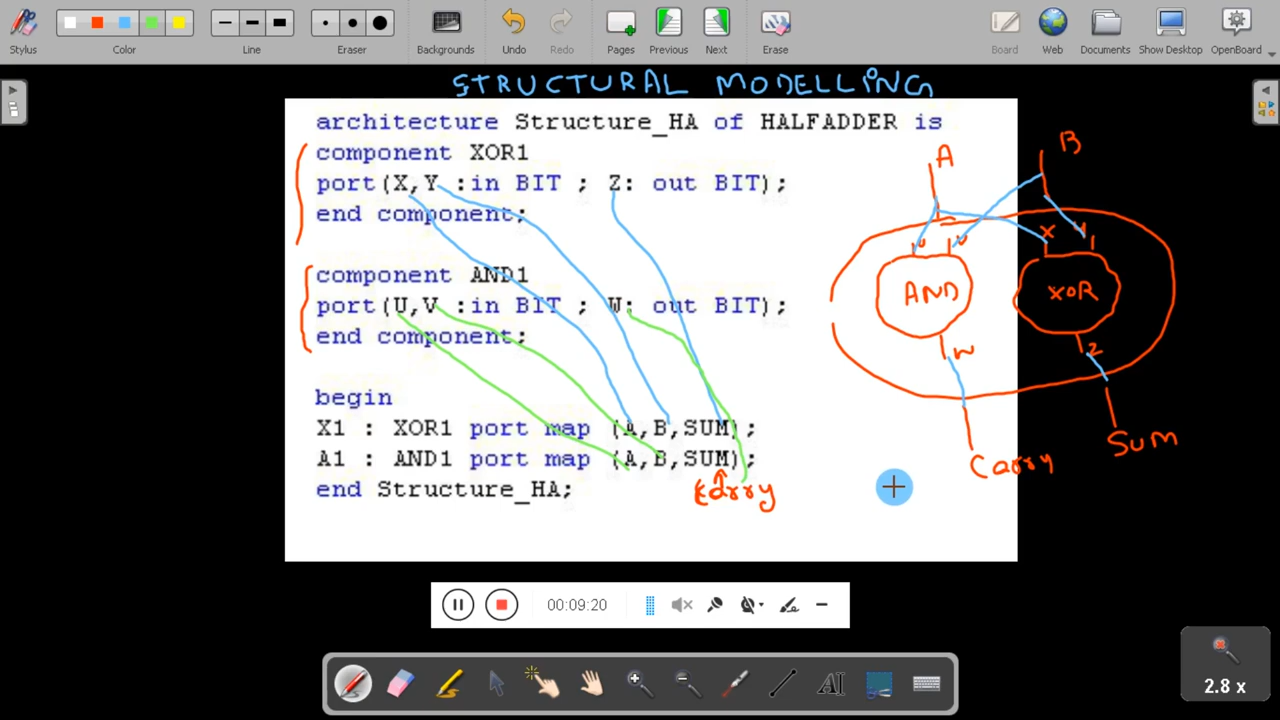 Stylus
Color
Line
Eraser
Backgrounds
Undo
Redo
Pages
Previous
Next
Erase
Board
Web
Documents
Show Desktop
OpenBoard
STRUCTURAL MODELLING
architecture Structure_HA of HALFADDER is
component XOR1
port(X,Y :in BIT ; Z: out BIT);
end component;
component AND1
port(U,V :in BIT ; W: out BIT);
end component;
begin
X1 : XOR1 port map (A,B,SUM);
A1 : AND1 port map (A,B,SUM);
end Structure_HA;
Carry
A
B
U V
X Y
AND
XOR
W
Z
Carry
Sum
00:09:20
AI
2.8 x